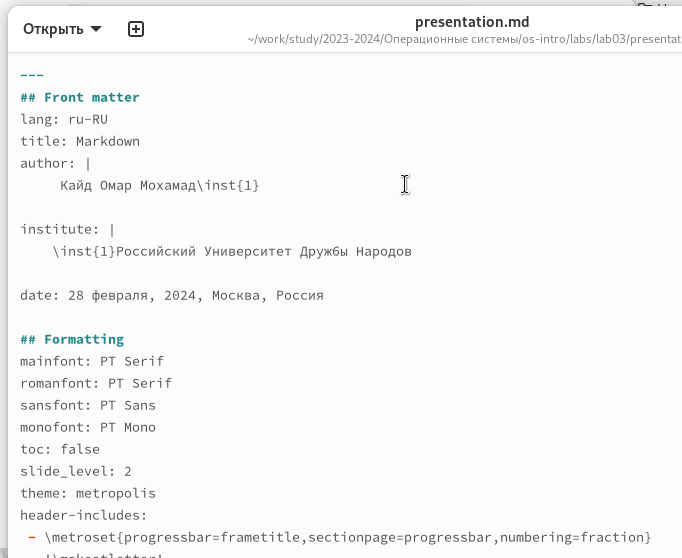 Открыть
presentation.md
~/work/study/2023-2024/Операционные системы/os-intro/labs/lab03/presentat
---
## Front matter
lang: ru-RU
title: Markdown
author: |
Кайд Омар Мохамад\inst{1}
institute: |
\inst{1}Российский Университет Дружбы Народов
date: 28 февраля, 2024, Москва, Россия
## Formatting
mainfont: PT Serif
romanfont: PT Serif
sansfont: PT Sans
monofont: PT Mono
toc: false
slide_level: 2
theme: metropolis
header-includes:
- \metroset{progressbar=frametitle,sectionpage=progressbar,numbering=fraction}